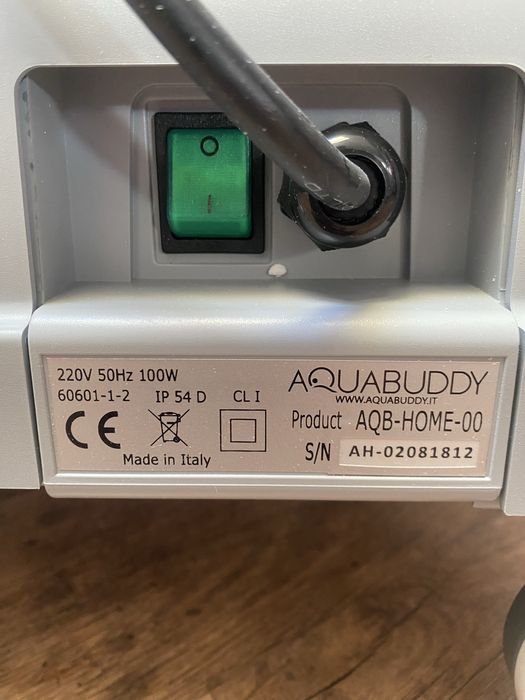 220V 50Hz 100W
60601-1-2 IP 54 D CL I
CE
Made in Italy
AQUABUDDY
WWW.AQUABUDDY.IT
Product AQB-HOME-00
S/N AH-02081812